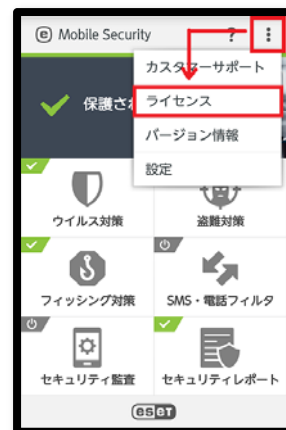 e Mobile Security ?
カスタマーサポート
保護され
ライセンス
バージョン情報
設定
ウイルス対策
盗難対策
フィッシング対策
SMS・電話フィルタ
セキュリティ監査
セキュリティレポート
eset